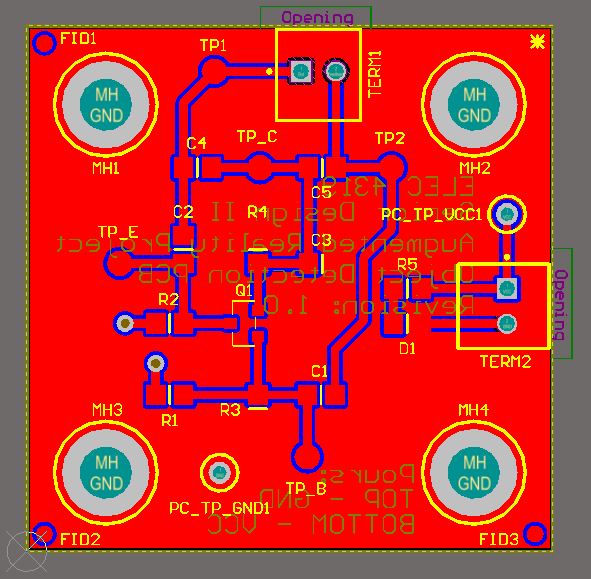 Opening
FID1
TP1
TERM1
MH
GND
MH
GND
C4
TP_C
TP2
MH1
MH2
C5
ELEC 4319
C2
R4
PC_TP_VCC1
Design II
TP_E
C3
Augmented Reality Project
R5
Object Detection PCB
Opening
R2
Q1
Revision: 1.0
D1
TERM2
C1
MH3
R1
R3
MH4
MH
GND
MH
GND
Pours:
TP_B
TOP - GND
PC_TP_GND1
BOTTOM - VCC
FID2
FID3